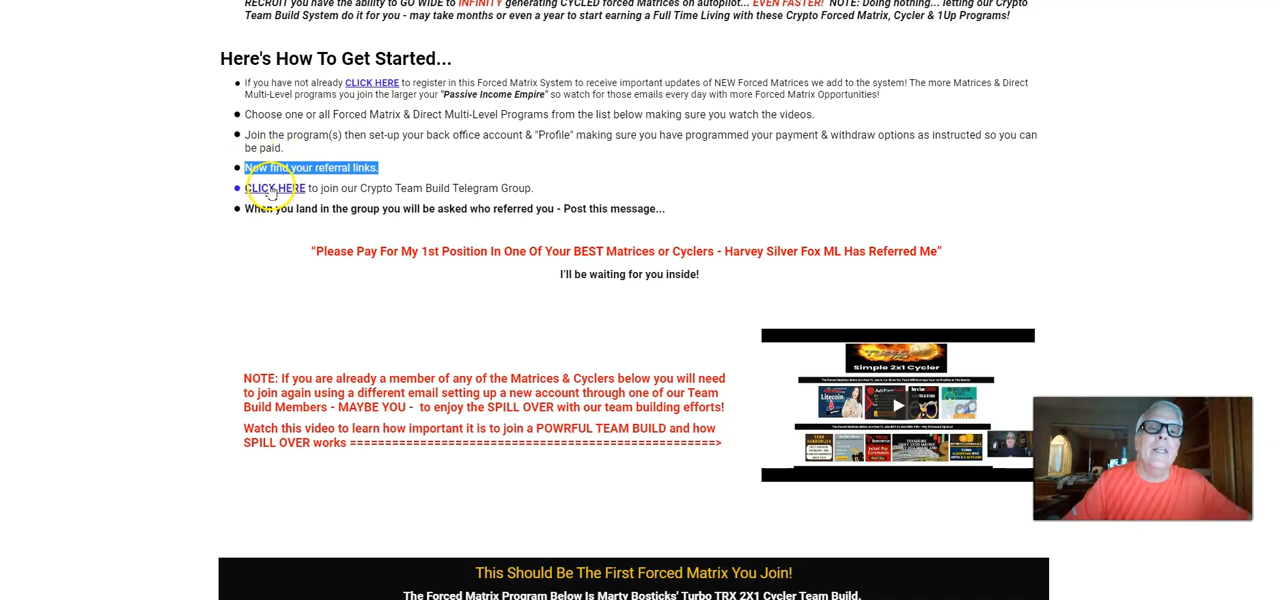 RECRUIT you have the ability to GO WIDE to INFINITY generating CYCLED forced Matrices on autopilot... EVEN FASTER! NOTE: Doing nothing... letting our Crypto
Team Build System do it for you - may take months or even a year to start earning a Full Time Living with these Crypto Forced Matrix, Cycler & 1Up Programs!
Here's How To Get Started...
If you have not already CLICK HERE to register in this Forced Matrix System to receive important updates of NEW Forced Matrices we add to the system! The more Matrices & Direct
Multi-Level programs you join the larger your "Passive Income Empire" so watch for those emails every day with more Forced Matrix Opportunities!
Choose one or all Forced Matrix & Direct Multi-Level Programs from the list below making sure you watch the videos.
Join the program(s) then set-up your back office account & "Profile" making sure you have programmed your payment & withdraw options as instructed so you can
be paid.
Now find your referral links.
CLICK HERE to join our Crypto Team Build Telegram Group.
When you land in the group you will be asked who referred you - Post this message...
“Please Pay For My 1st Position In One Of Your BEST Matrices or Cyclers - Harvey Silver Fox ML Has Referred Me”
I’ll be waiting for you inside!
NOTE: If you are already a member of any of the Matrices & Cyclers below you will need
to join again using a different email setting up a new account through one of our Team
Build Members - MAYBE YOU - to enjoy the SPILL OVER with our team building efforts!
Watch this video to learn how important it is to join a POWRFUL TEAM BUILD and how
SPILL OVER works =====================================================>
Simple 2x1 Cycler
Litecoin
This Should Be The First Forced Matrix You Join!
The Forced Matrix Program Below Is Marty Bosticks' Turbo TRX 2X1 Cycler Team Build.